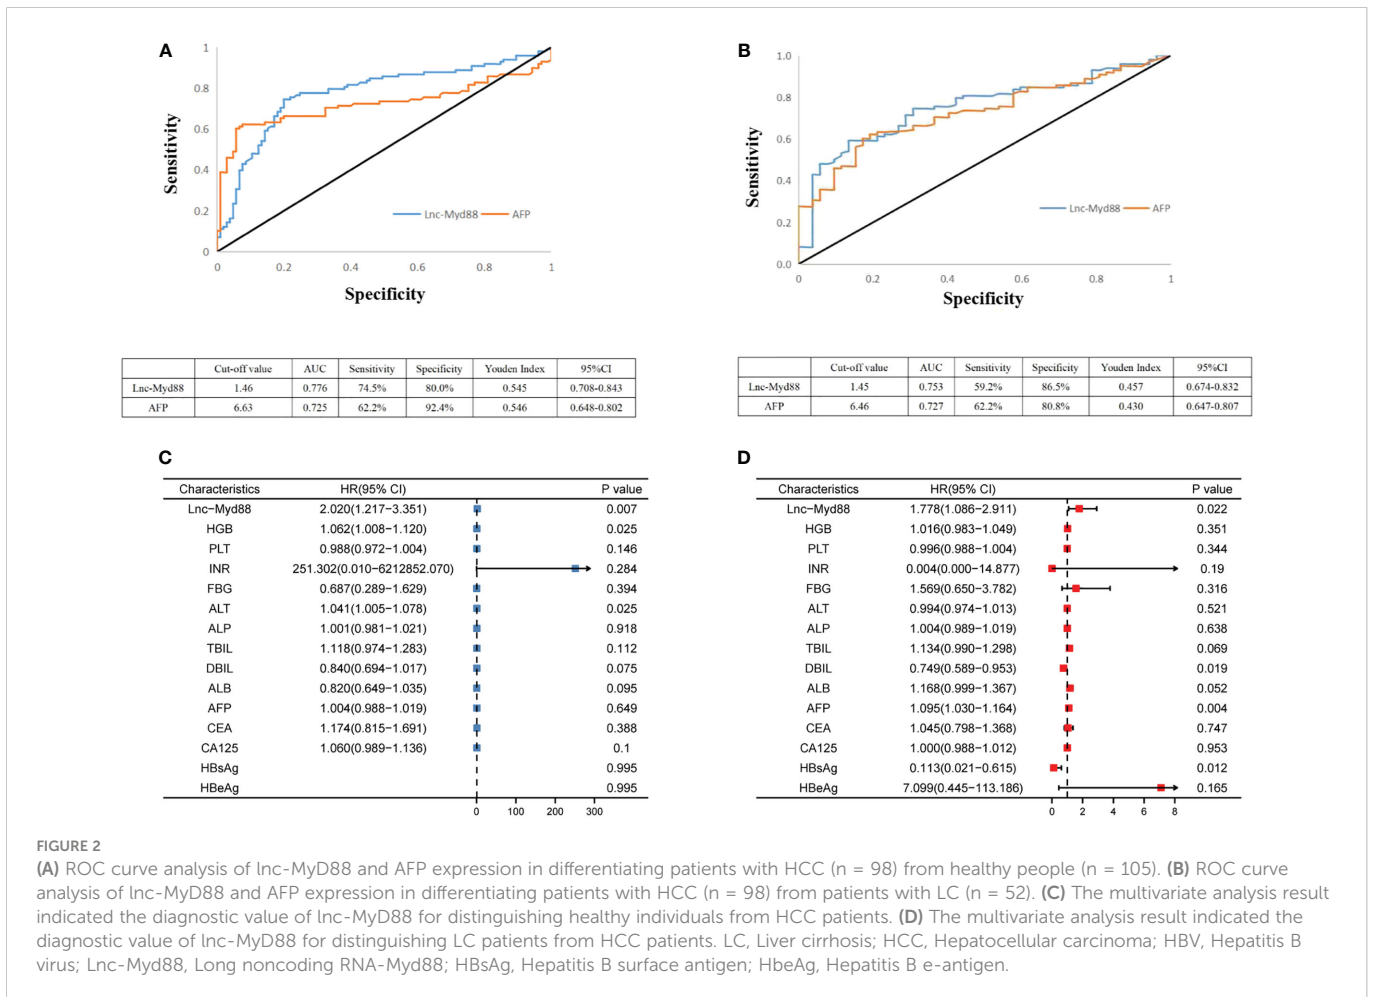 A
Sensitivity
1
0.8
0.6
0.4
0.2
0
Lnc-Myd88 AFP
0 0.2 0.4 0.6 0.8 1
Specificity
Cut-off value AUC Sensitivity Specificity Youden Index 95%CI
Lnc-Myd88 1.46 0.776 74.5% 80.0% 0.545 0.708-0.843
AFP 6.63 0.725 62.2% 92.4% 0.546 0.648-0.802
B
Sensitivity
1.0
0.8
0.6
0.4
0.2
0.0
Lnc-Myd88 AFP
0 0.2 0.4 0.6 0.8 1
Specificity
Cut-off value AUC Sensitivity Specificity Youden Index 95%CI
Lnc-Myd88 1.45 0.753 59.2% 86.5% 0.457 0.674-0.832
AFP 6.46 0.727 62.2% 80.8% 0.430 0.647-0.807
C
Characteristics HR(95% CI) P value
Lnc−Myd88 2.020(1.217−3.351) 0.007
HGB 1.062(1.008−1.120) 0.025
PLT 0.988(0.972−1.004) 0.146
INR 251.302(0.010−6212852.070) 0.284
FBG 0.687(0.289−1.629) 0.394
ALT 1.041(1.005−1.078) 0.025
ALP 1.001(0.981−1.021) 0.918
TBIL 1.118(0.974−1.283) 0.112
DBIL 0.840(0.694−1.017) 0.075
ALB 0.820(0.649−1.035) 0.095
AFP 1.004(0.988−1.019) 0.649
CEA 1.174(0.815−1.691) 0.388
CA125 1.060(0.989−1.136) 0.1
HBsAg 0.995
HBeAg 0.995
0 100 200 300
D
Characteristics HR(95% CI) P value
Lnc−Myd88 1.778(1.086−2.911) 0.022
HGB 1.016(0.983−1.049) 0.351
PLT 0.996(0.988−1.004) 0.344
INR 0.004(0.000−14.877) 0.19
FBG 1.569(0.650−3.782) 0.316
ALT 0.994(0.974−1.013) 0.521
ALP 1.004(0.989−1.019) 0.638
TBIL 1.134(0.990−1.298) 0.069
DBIL 0.749(0.589−0.953) 0.019
ALB 1.168(0.999−1.367) 0.052
AFP 1.095(1.030−1.164) 0.004
CEA 1.045(0.798−1.368) 0.747
CA125 1.000(0.988−1.012) 0.953
HBsAg 0.113(0.021−0.615) 0.012
HBeAg 7.099(0.445−113.186) 0.165
0 2 4 6 8
FIGURE 2
(A) ROC curve analysis of lnc-MyD88 and AFP expression in differentiating patients with HCC (n = 98) from healthy people (n = 105). (B) ROC curve
analysis of lnc-MyD88 and AFP expression in differentiating patients with HCC (n = 98) from patients with LC (n = 52). (C) The multivariate analysis result
indicated the diagnostic value of lnc-MyD88 for distinguishing healthy individuals from HCC patients. (D) The multivariate analysis result indicated the
diagnostic value of lnc-MyD88 for distinguishing LC patients from HCC patients. LC, Liver cirrhosis; HCC, Hepatocellular carcinoma; HBV, Hepatitis B
virus; Lnc-Myd88, Long noncoding RNA-Myd88; HBsAg, Hepatitis B surface antigen; HbeAg, Hepatitis B e-antigen.